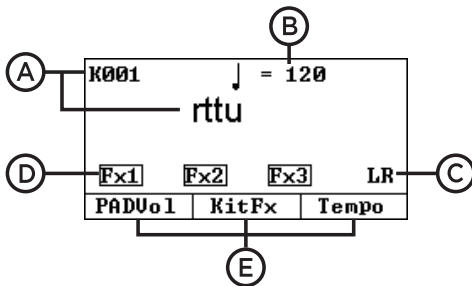 B
A
K001 ♩ = 120
rttu
D Fx1 Fx2 Fx3 LR C
PADVol KitFx Tempo
E